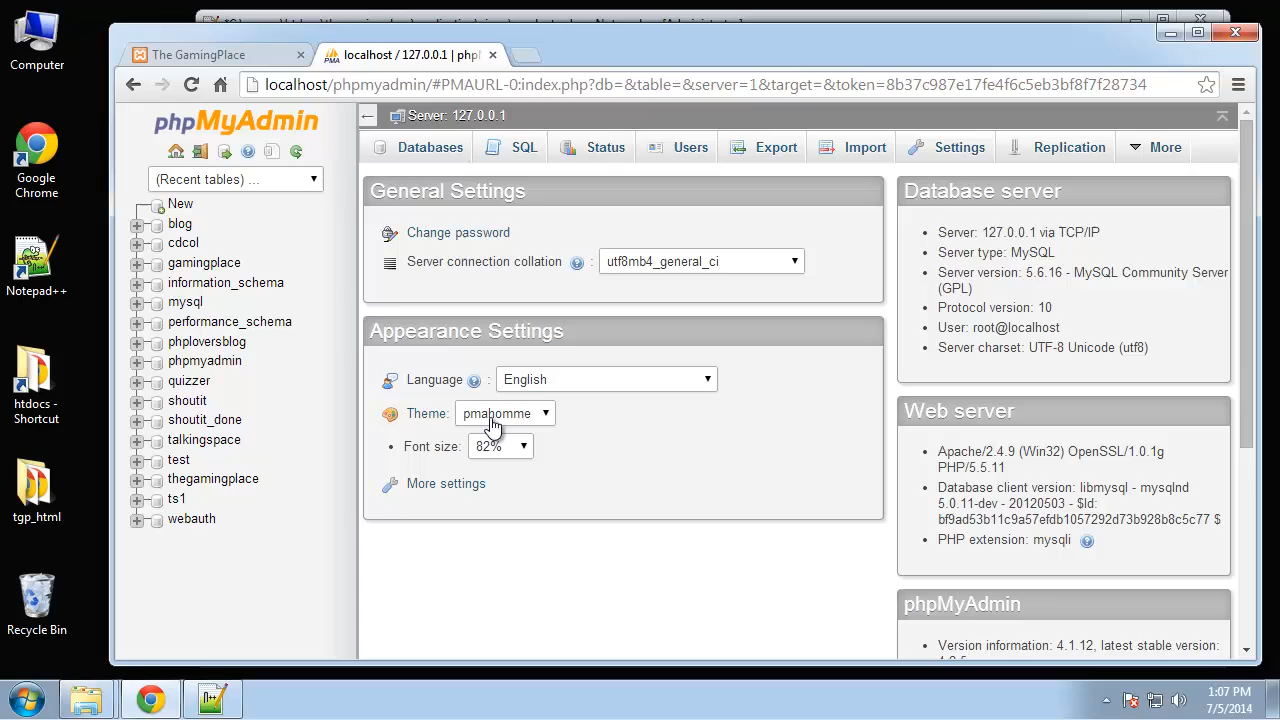 Computer
Google
Chrome
Notepad++
htdocs -
Shortcut
tgp_html
Recycle Bin
The GamingPlace
localhost / 127.0.0.1 | phpl
localhost/phpmyadmin/#PMAURL-0:index.php?db=&table=&server=1&target=&token=8b37c987e17fe4f6c5eb3bf8f7f28734
phpMyAdmin
(Recent tables) ...
New
blog
cdcol
gamingplace
information_schema
mysql
performance_schema
phploversblog
phpmyadmin
quizzer
shoutit
shoutit_done
talkingspace
test
thegamingplace
ts1
webauth
Server: 127.0.0.1
Databases
SQL
Status
Users
Export
Import
Settings
Replication
More
General Settings
Change password
Server connection collation :
utf8mb4_general_ci
Appearance Settings
Language : English
Theme: pmahomme
Font size: 82%
More settings
Database server
Server: 127.0.0.1 via TCP/IP
Server type: MySQL
Server version: 5.6.16 - MySQL Community Server
(GPL)
Protocol version: 10
User: root@localhost
Server charset: UTF-8 Unicode (utf8)
Web server
Apache/2.4.9 (Win32) OpenSSL/1.0.1g
PHP/5.5.11
Database client version: libmysql - mysqlnd
5.0.11-dev - 20120503 - $Id:
bf9ad53b11c9a57efdb1057292d73b928b8c5c77 $
PHP extension: mysqli
phpMyAdmin
Version information: 4.1.12, latest stable version:
1:07 PM
7/5/2014